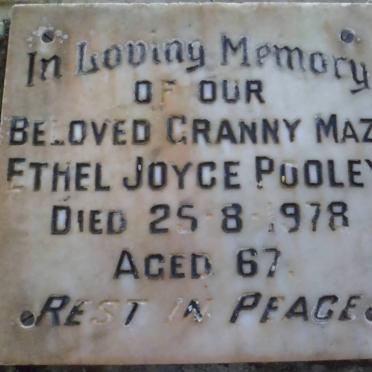 In Loving Memory
OF OUR
BELOVED GRANNY MAZ
ETHEL JOYCE POOLEY
DIED 25 8 1978
AGED 67
REST IN PEACE